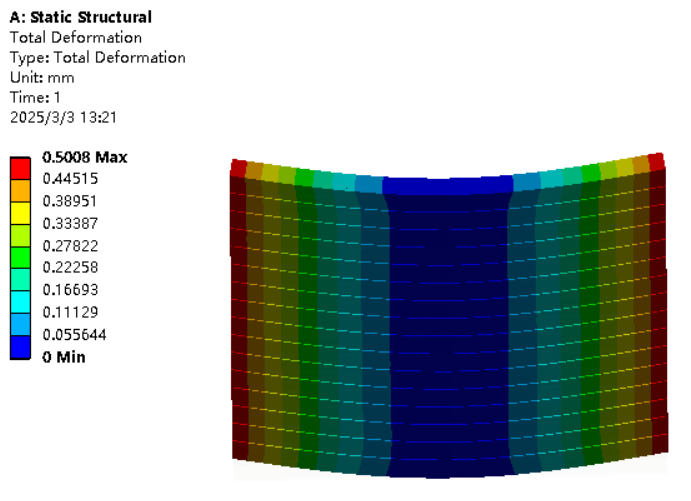 A: Static Structural
Total Deformation
Type: Total Deformation
Unit: mm
Time: 1
2025/3/3 13:21
0.5008 Max
0.44515
0.38951
0.33387
0.27822
0.22258
0.16693
0.11129
0.055644
0 Min